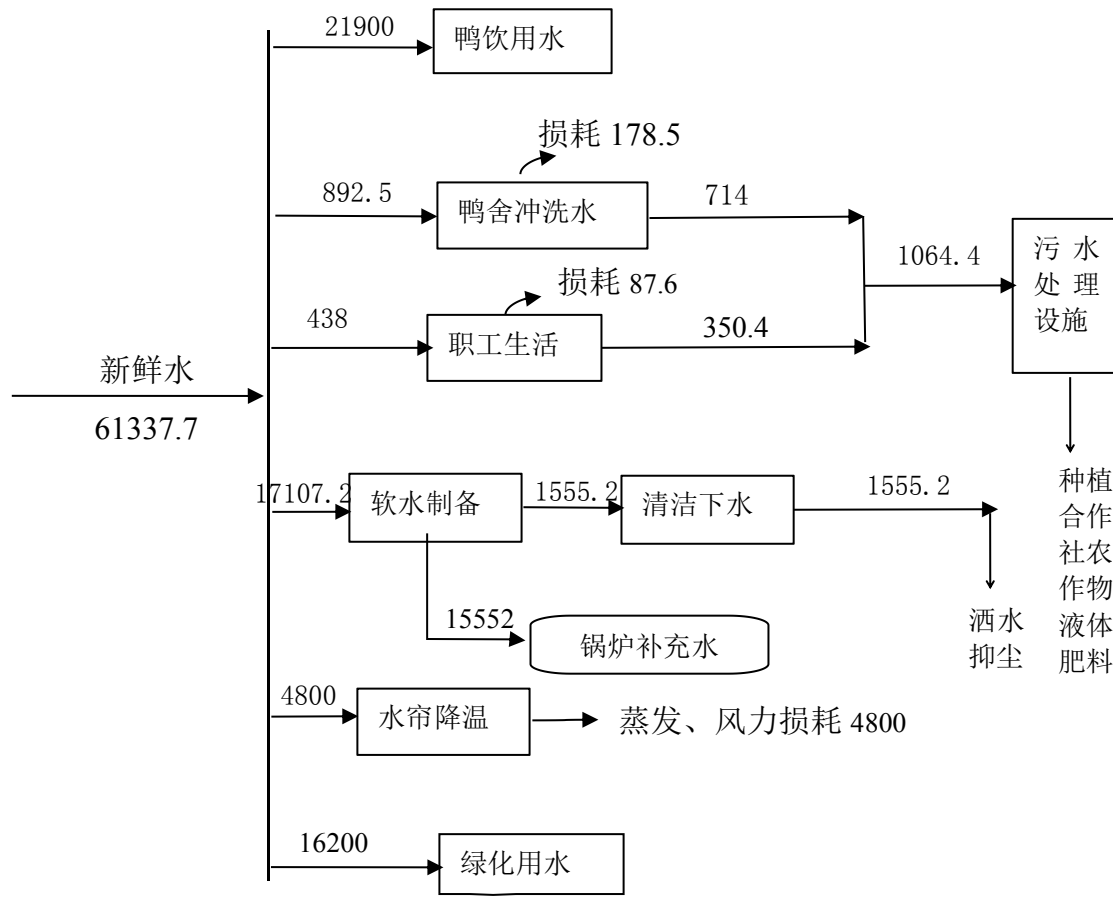 21900
鸭饮用水
损耗 178.5
892.5
鸭舍冲洗水
714
1064.4
污 水
处 理
设施
损耗 87.6
438
职工生活
350.4
新鲜水
61337.7
17107.2
软水制备
1555.2
清洁下水
1555.2
种植
合作
社农
作物
液体
肥料
洒水
抑尘
15552
锅炉补充水
4800
水帘降温
蒸发、风力损耗 4800
16200
绿化用水